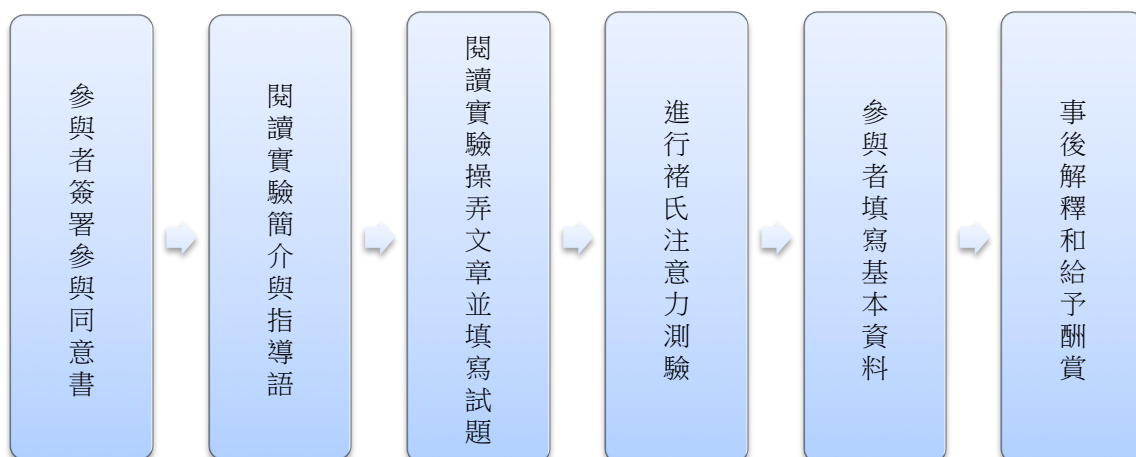 參與者簽署參與同意書
閱讀實驗簡介與指導語
閱讀實驗操弄文章並填寫試題
進行褚氏注意力測驗
參與者填寫基本資料
事後解釋和給予酬賞